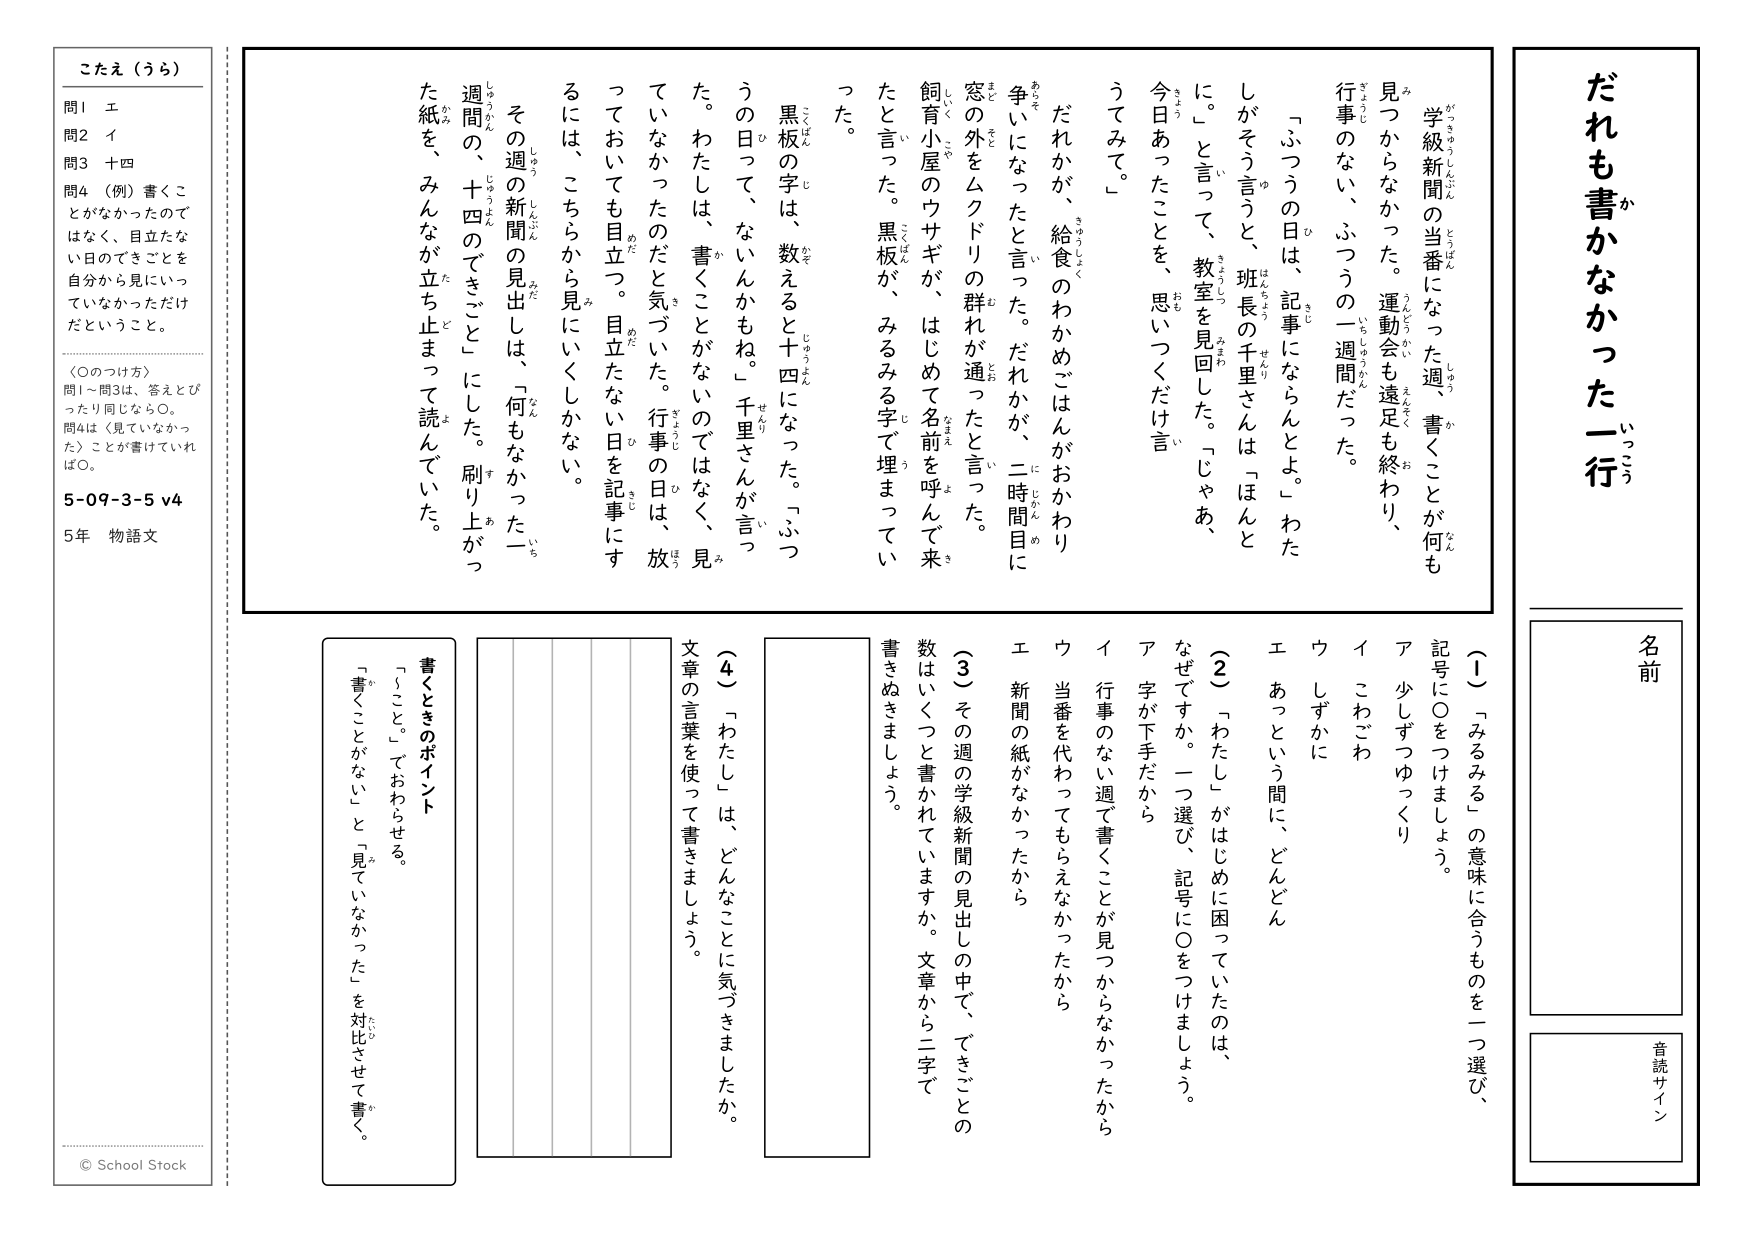 だれも書かなかった一行
名前
音読サイン
学級新聞の当番になった週、書くことが何も
見つからなかった。運動会も遠足も終わり、
行事のない、ふつうの一週間だった。
「ふつうの日は、記事にならんとよ。」わた
しがそう言うと、班長の千里さんは「ほんと
に。」と言って、教室を見回した。「じゃあ、
今日あったことを、思いつくだけ言
うてみて。」
だれかが、給食のわかめごはんがおかわり
争いになったと言った。だれかが、二時間目に
窓の外をムクドリの群れが通ったと言った。
飼育小屋のウサギが、はじめて名前を呼んで来
たと言った。黒板が、みるみる字で埋まってい
った。
黒板の字は、数えると十四になった。「ふつ
うの日って、ないんかもね。」千里さんが言っ
た。わたしは、書くことがないのではなく、見
ていなかったのだと気づいた。行事の日は、放
っておいても目立つ。目立たない日を記事にす
るには、こちらから見にいくしかない。
その週の新聞の見出しは、「何もなかった一
週間の、十四のできごと」にした。刷り上がっ
た紙を、みんなが立ち止まって読んでいた。
(1)「みるみる」の意味に合うものを一つ選び、
記号に〇をつけましょう。
ア 少しずつゆっくり
イ こわごわ
ウ しずかに
エ あっという間に、どんどん
(2)「わたし」がはじめに困っていたのは、
なぜですか。一つ選び、記号に〇をつけましょう。
ア 字が下手だから
イ 行事のない週で書くことが見つからなかったから
ウ 当番を代わってもらえなかったから
エ 新聞の紙がなかったから
(3)その週の学級新聞の見出しの中で、できごとの
数はいくつと書かれていますか。文章から二字で
書きぬきましょう。
(4)「わたし」は、どんなことに気づきましたか。
文章の言葉を使って書きましょう。
書くときのポイント
「〜こと。」でおわらせる。
「書くことがない」と「見ていなかった」を対比させて書く。
こたえ（うら）
問1 エ
問2 イ
問3 十四
問4 （例）書くこ
とがなかったので
はなく、目立たな
い日のできごとを
自分から見にいっ
ていなかっただけ
だということ。
〈〇のつけ方〉
問1〜問3は、答えとぴ
ったり同じなら〇。
問4は〈見ていなかっ
た〉ことが書けていれ
ば〇。
5-09-3-5 v4
5年 物語文
© School Stock